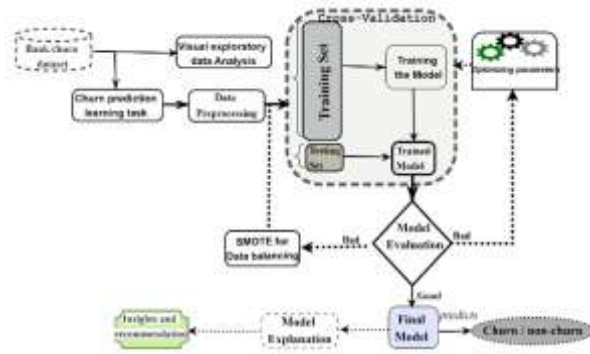 Cross-Validation
Bank churn
dataset
Visual exploratory
data Analysis
Training Set
Training
the Model
Optimizing parameters
Churn prediction
learning task
Data
Preprocessing
Testing
Set
Trained
Model
SMOTE for
Data balancing
Bad
Model
Evaluation
Bad
Good
Insights and
recommendation
Model
Explanation
Final
Model
predicts
Churn / non-churn